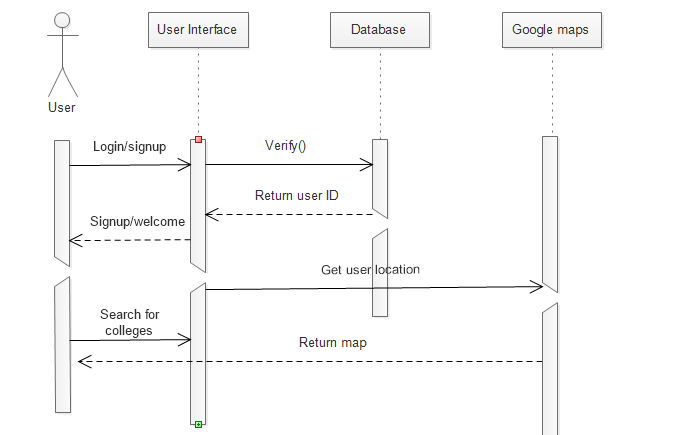 User Interface
Database
Google maps
User
Login/signup
Verify()
Return user ID
Signup/welcome
Get user location
Search for
colleges
Return map